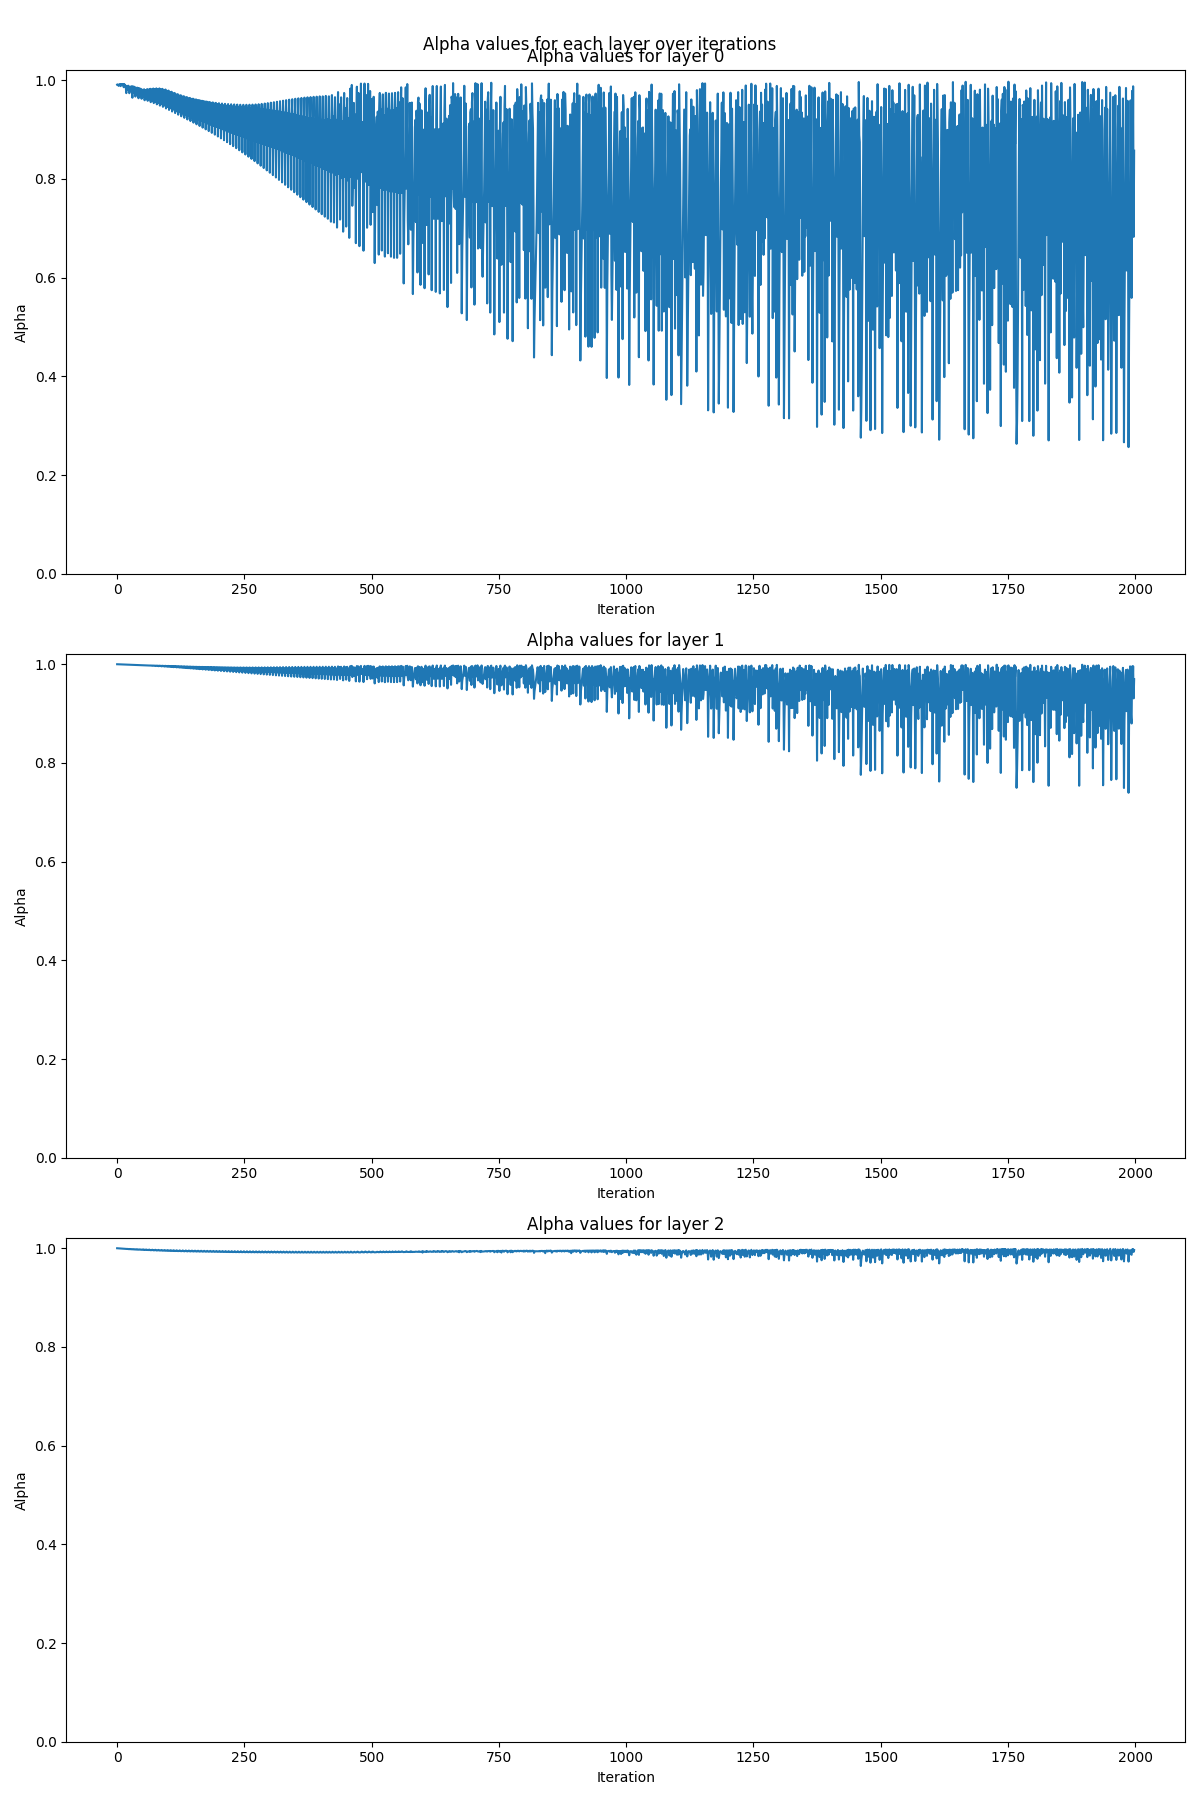 Alpha values for each layer over iterations
Alpha values for layer 0
1.0
0.8
0.6
0.4
0.2
0.0
Alpha
0 250 500 750 1000 1250 1500 1750 2000
Iteration
Alpha values for layer 1
1.0
0.8
0.6
0.4
0.2
0.0
Alpha
0 250 500 750 1000 1250 1500 1750 2000
Iteration
Alpha values for layer 2
1.0
0.8
0.6
0.4
0.2
0.0
Alpha
0 250 500 750 1000 1250 1500 1750 2000
Iteration